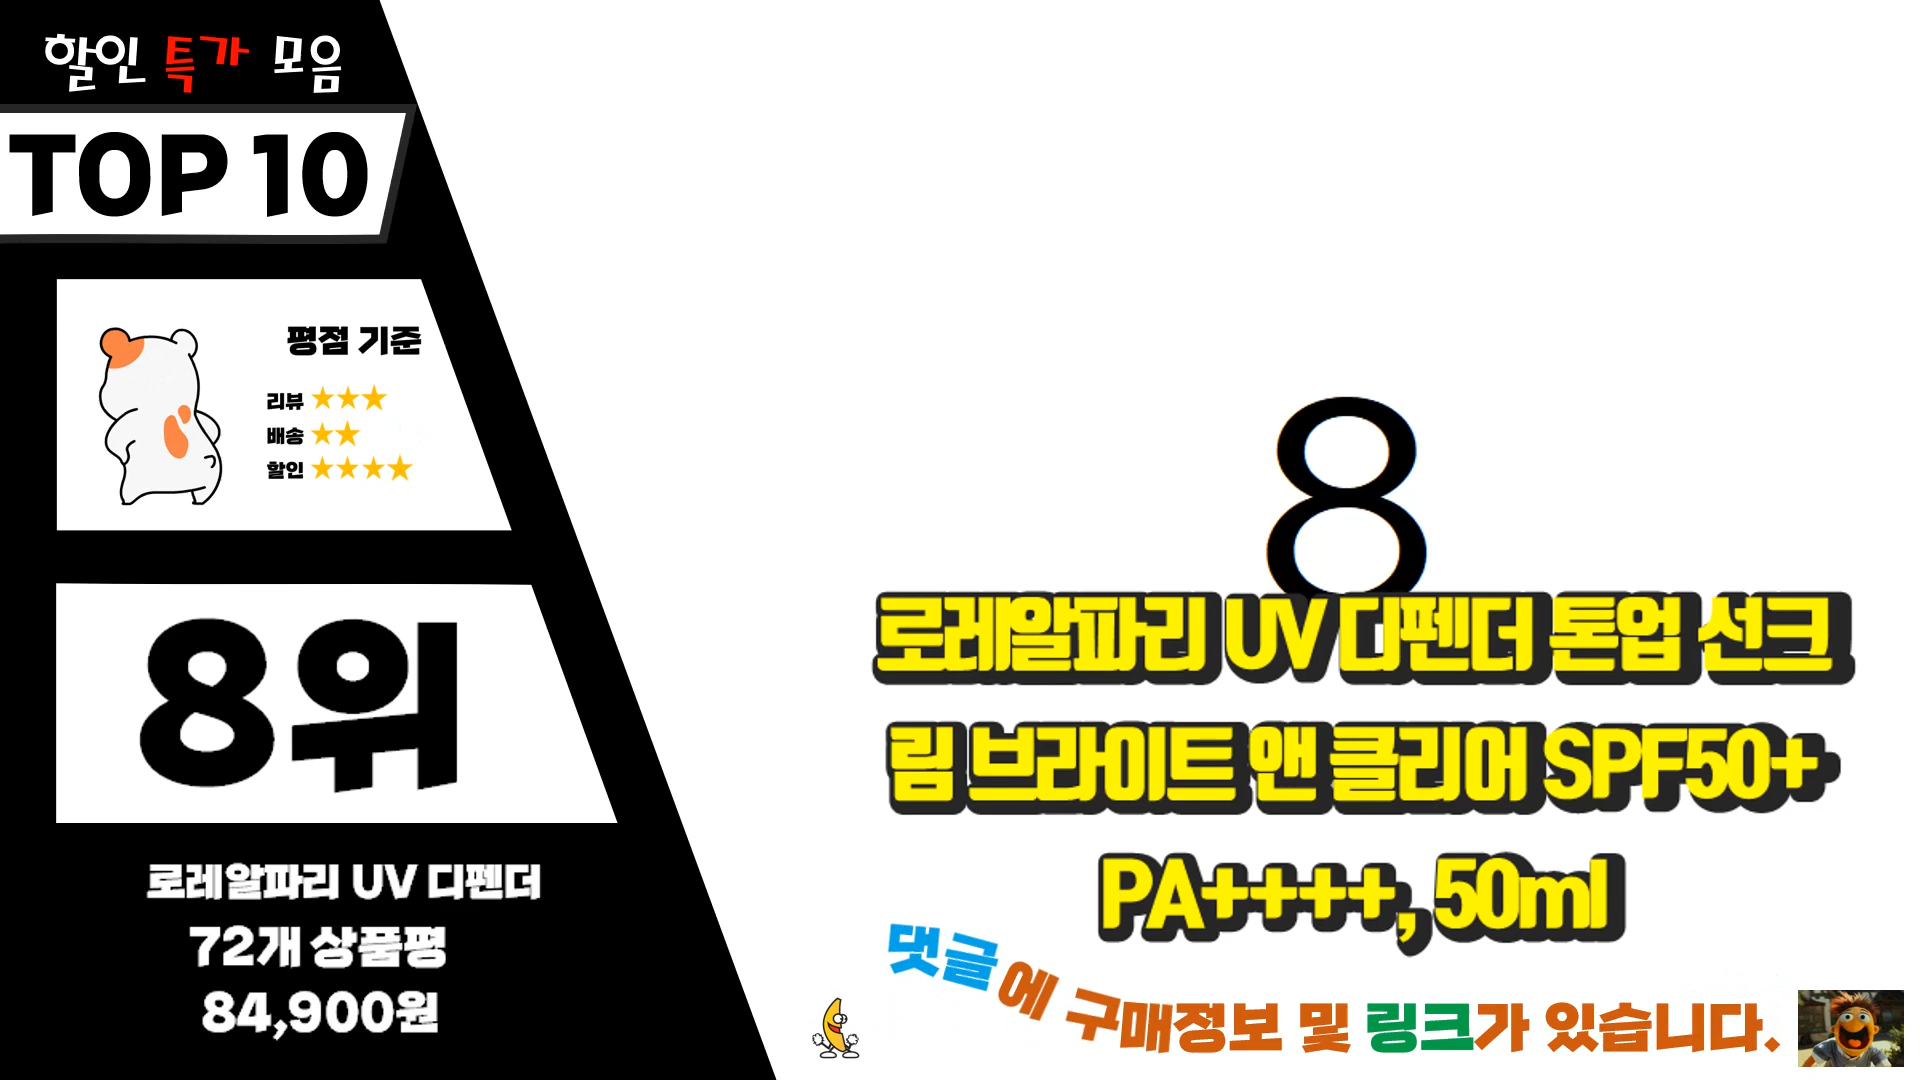 할인 특가 모음
TOP 10
평점 기준
리뷰 ★★★
배송 ★★
할인 ★★★★
8위
로레알파리 UV 디펜더
72개 상품평
84,900원
8
로레알파리 UV 디펜더 톤업 선크
림 브라이트 앤 클리어 SPF50+
PA++++, 50ml
댓글에 구매정보 및 링크가 있습니다.